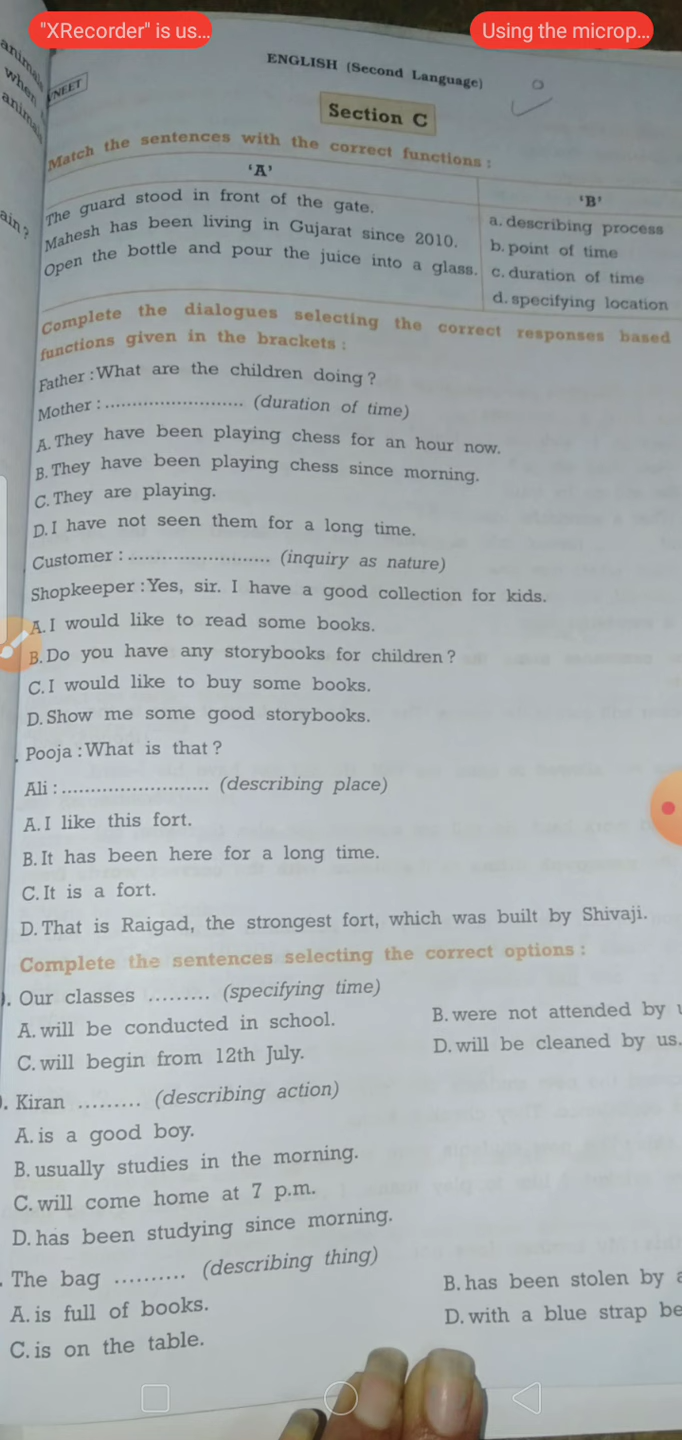 "XRecorder" is us...
Using the microp...
ENGLISH (Second Language)
NEET
Section C
Match the sentences with the correct functions :
'A'
'B'
The guard stood in front of the gate.
a. describing process
Mahesh has been living in Gujarat since 2010.
b. point of time
Open the bottle and pour the juice into a glass.
c. duration of time
d. specifying location
Complete the dialogues selecting the correct responses based
functions given in the brackets :
Father : What are the children doing ?
Mother : ......................... (duration of time)
A. They have been playing chess for an hour now.
B. They have been playing chess since morning.
C. They are playing.
D. I have not seen them for a long time.
Customer : ......................... (inquiry as nature)
Shopkeeper : Yes, sir. I have a good collection for kids.
A. I would like to read some books.
B. Do you have any storybooks for children ?
C. I would like to buy some books.
D. Show me some good storybooks.
Pooja : What is that ?
Ali : ......................... (describing place)
A. I like this fort.
B. It has been here for a long time.
C. It is a fort.
D. That is Raigad, the strongest fort, which was built by Shivaji.
Complete the sentences selecting the correct options :
. Our classes ......... (specifying time)
A. will be conducted in school.
B. were not attended by
C. will begin from 12th July.
D. will be cleaned by us.
. Kiran ......... (describing action)
A. is a good boy.
B. usually studies in the morning.
C. will come home at 7 p.m.
D. has been studying since morning.
. The bag .......... (describing thing)
A. is full of books.
B. has been stolen by a
C. is on the table.
D. with a blue strap be